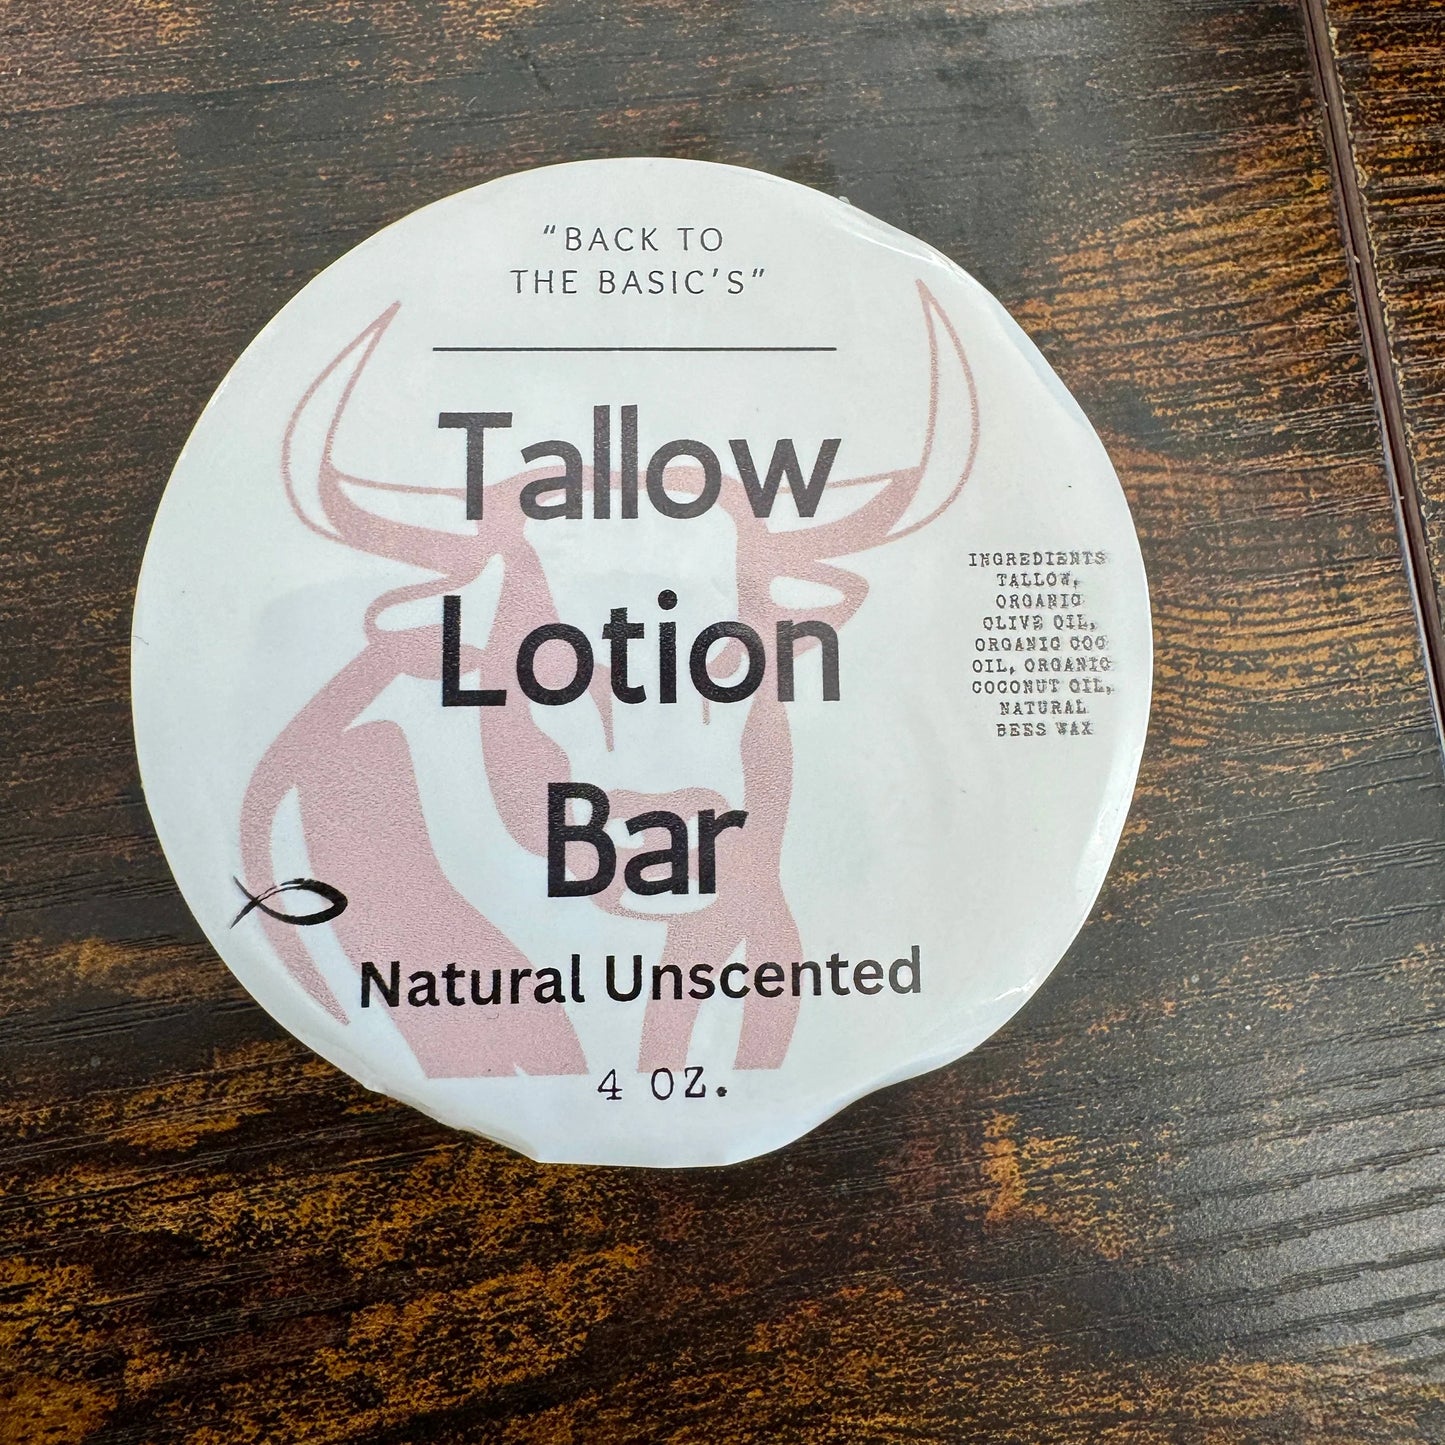 “BACK TO
THE BASIC’S”
Tallow
Lotion
Bar
Natural Unscented
4 OZ.
INGREDIENTS
TALLOW,
ORGANIC
OLIVE OIL,
ORGANIC COC
OIL, ORGANIC
COCONUT OIL,
NATURAL
BEES WAX